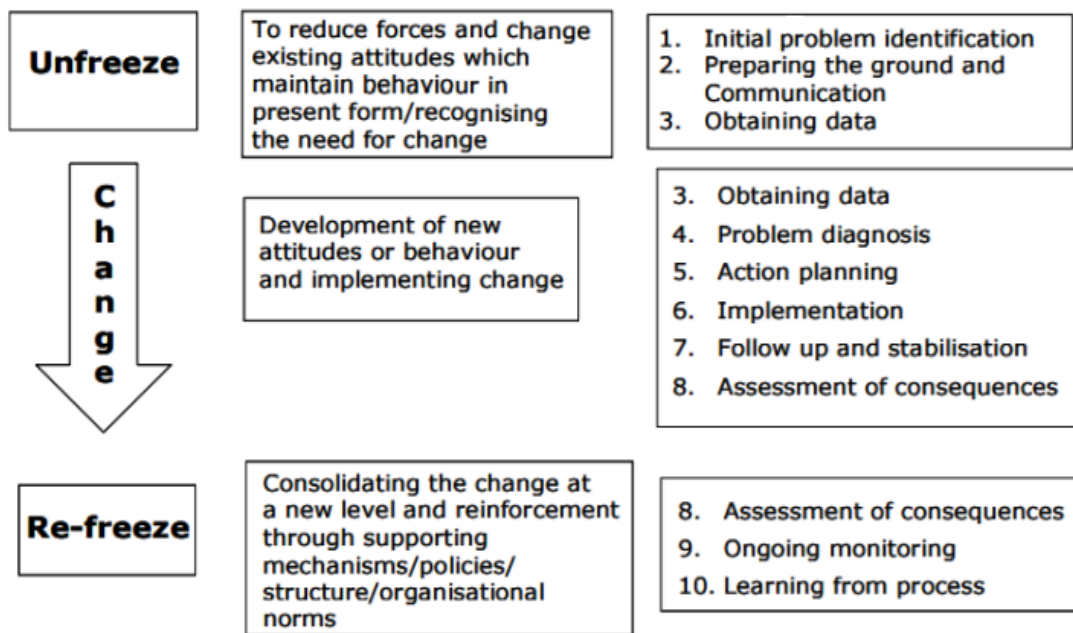 Unfreeze
To reduce forces and change
existing attitudes which
maintain behaviour in
present form/recognising
the need for change
1. Initial problem identification
2. Preparing the ground and
Communication
3. Obtaining data
Change
Development of new
attitudes or behaviour
and implementing change
3. Obtaining data
4. Problem diagnosis
5. Action planning
6. Implementation
7. Follow up and stabilisation
8. Assessment of consequences
Re-freeze
Consolidating the change at
a new level and reinforcement
through supporting
mechanisms/policies/
structure/organisational
norms
8. Assessment of consequences
9. Ongoing monitoring
10. Learning from process